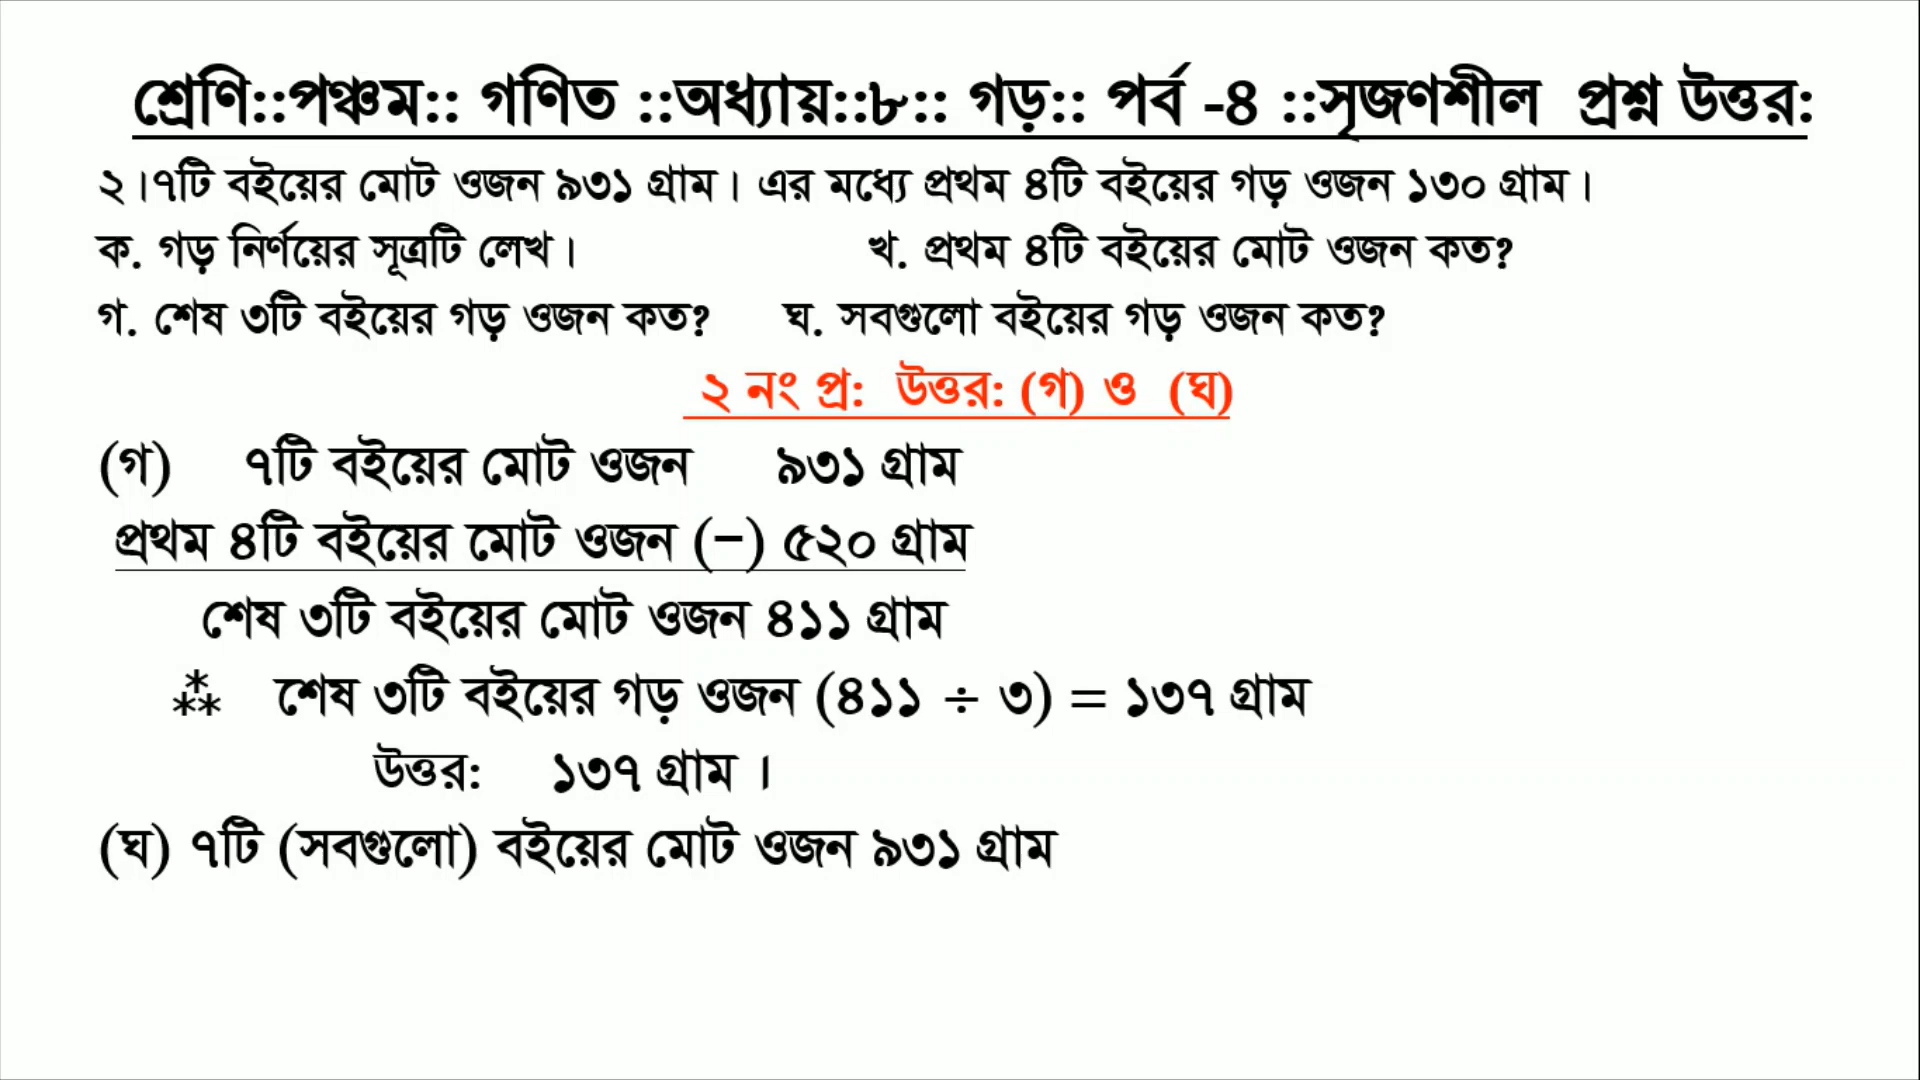 শ্রেণি::পঞ্চম:: গণিত ::অধ্যায়::৮:: গড়:: পর্ব -৪ ::সৃজণশীল প্রশ্ন উত্তর:
২।৭টি বইয়ের মোট ওজন ৯৩১ গ্রাম। এর মধ্যে প্রথম ৪টি বইয়ের গড় ওজন ১৩০ গ্রাম।
ক. গড় নির্ণয়ের সূত্রটি লেখ। খ. প্রথম ৪টি বইয়ের মোট ওজন কত?
গ. শেষ ৩টি বইয়ের গড় ওজন কত? ঘ. সবগুলো বইয়ের গড় ওজন কত?
২ নং প্র: উত্তর: (গ) ও (ঘ)
(গ) ৭টি বইয়ের মোট ওজন ৯৩১ গ্রাম
প্রথম ৪টি বইয়ের মোট ওজন (−) ৫২০ গ্রাম
শেষ ৩টি বইয়ের মোট ওজন ৪১১ গ্রাম
⁂ শেষ ৩টি বইয়ের গড় ওজন (৪১১ ÷ ৩) = ১৩৭ গ্রাম
উত্তর: ১৩৭ গ্রাম ।
(ঘ) ৭টি (সবগুলো) বইয়ের মোট ওজন ৯৩১ গ্রাম